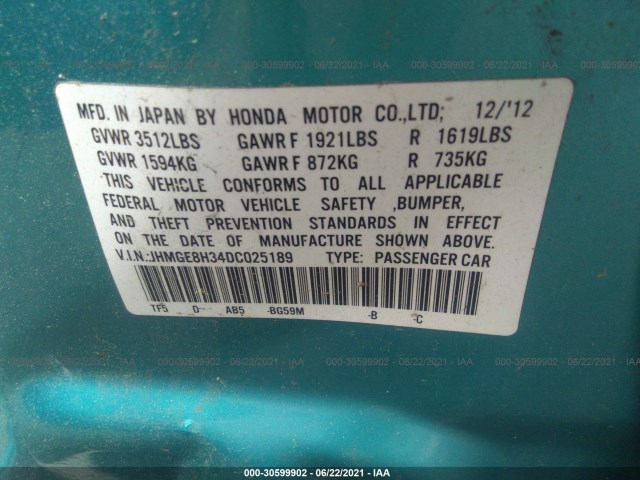 MFD. IN JAPAN BY HONDA MOTOR CO.,LTD; 12/'12
GVWR 3512LBS GAWR F 1921LBS R 1619LBS
GVWR 1594KG GAWR F 872KG R 735KG
THIS VEHICLE CONFORMS TO ALL APPLICABLE
FEDERAL MOTOR VEHICLE SAFETY ,BUMPER,
AND THEFT PREVENTION STANDARDS IN EFFECT
ON THE DATE OF MANUFACTURE SHOWN ABOVE.
V.I.N.:JHMGE8H34DC025189 TYPE: PASSENGER CAR
TF5 D— AB5 -BG59M -B -C
000-30599902 - 06/22/2021 - IAA